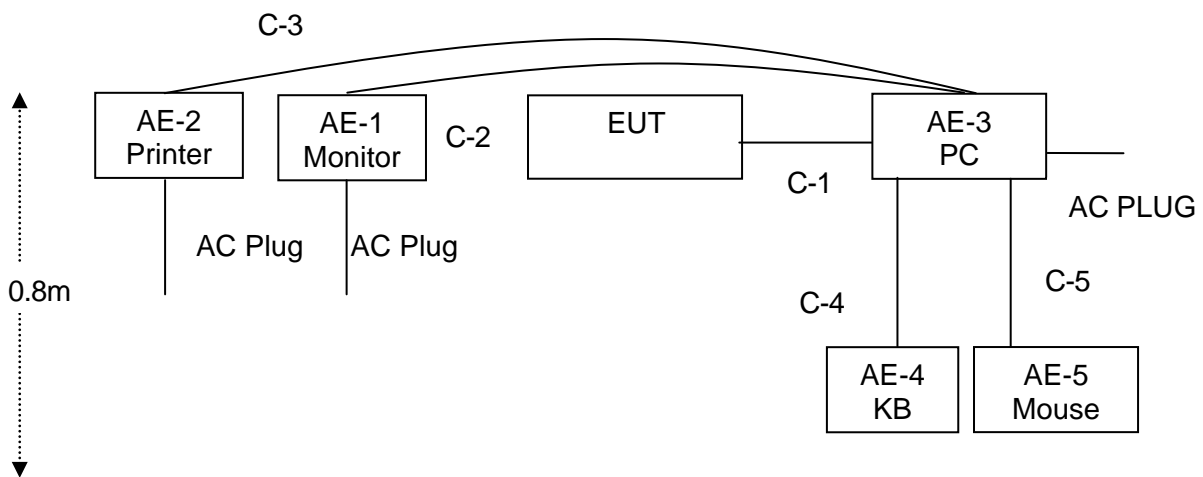 C-3
AE-2
Printer
AE-1
Monitor
C-2
EUT
C-1
AE-3
PC
AC PLUG
AC Plug
AC Plug
0.8m
C-4
C-5
AE-4
KB
AE-5
Mouse